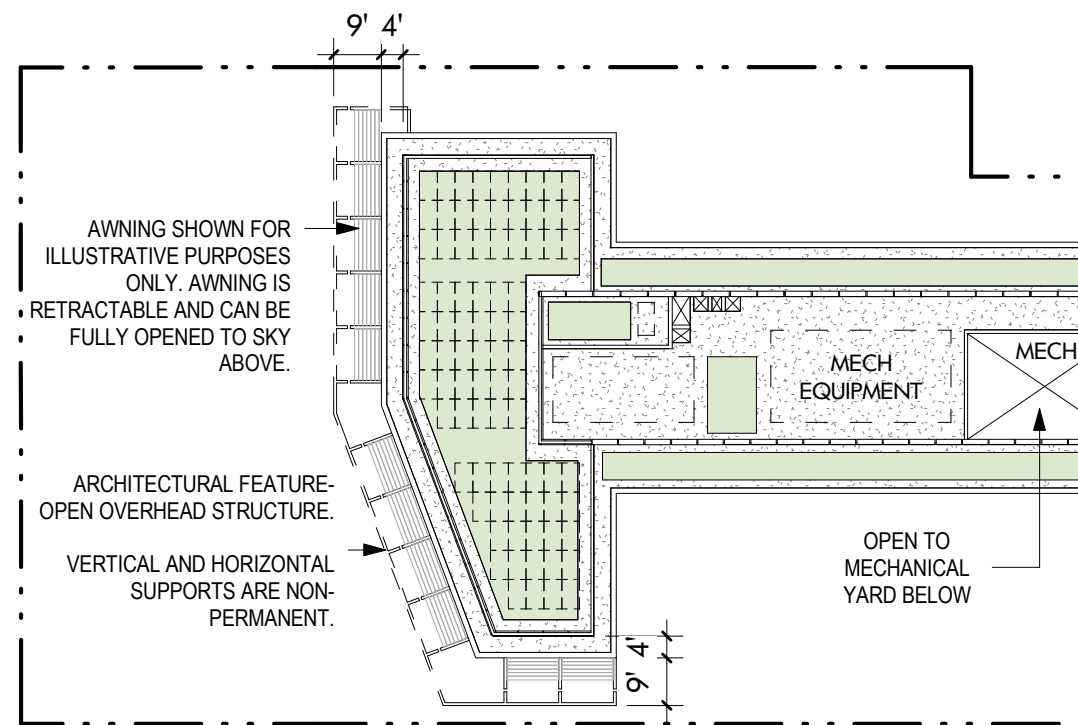 9' 4'
AWNING SHOWN FOR
ILLUSTRATIVE PURPOSES
ONLY. AWNING IS
RETRACTABLE AND CAN BE
FULLY OPENED TO SKY
ABOVE.
MECH
EQUIPMENT
MECH
ARCHITECTURAL FEATURE-
OPEN OVERHEAD STRUCTURE.
VERTICAL AND HORIZONTAL
SUPPORTS ARE NON-
PERMANENT.
OPEN TO
MECHANICAL
YARD BELOW
9' 4'